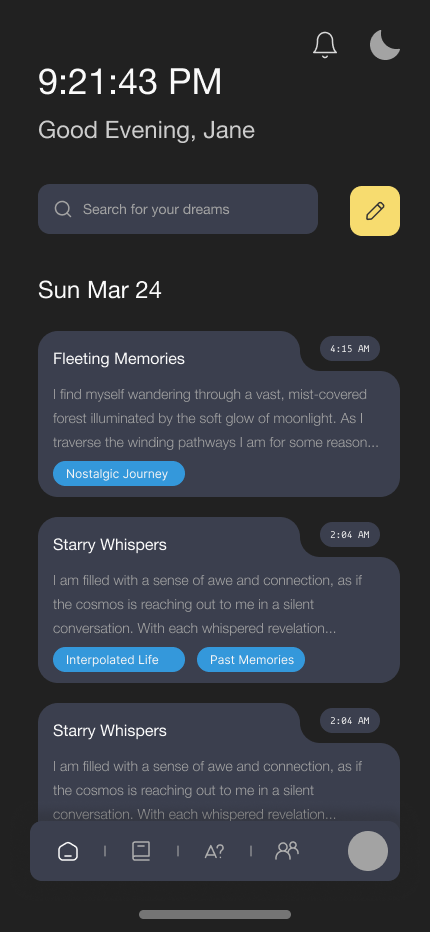 9:21:43 PM
Good Evening, Jane
Search for your dreams
Sun Mar 24
4:15 AM
Fleeting Memories
I find myself wandering through a vast, mist-covered
forest illuminated by the soft glow of moonlight. As I
traverse the winding pathways I am for some reason...
Nostalgic Journey
2:04 AM
Starry Whispers
I am filled with a sense of awe and connection, as if
the cosmos is reaching out to me in a silent
conversation. With each whispered revelation...
Interpolated Life
Past Memories
2:04 AM
Starry Whispers
I am filled with a sense of awe and connection, as if
the cosmos is reaching out to me in a silent
conversation. With each whispered revelation...
A?